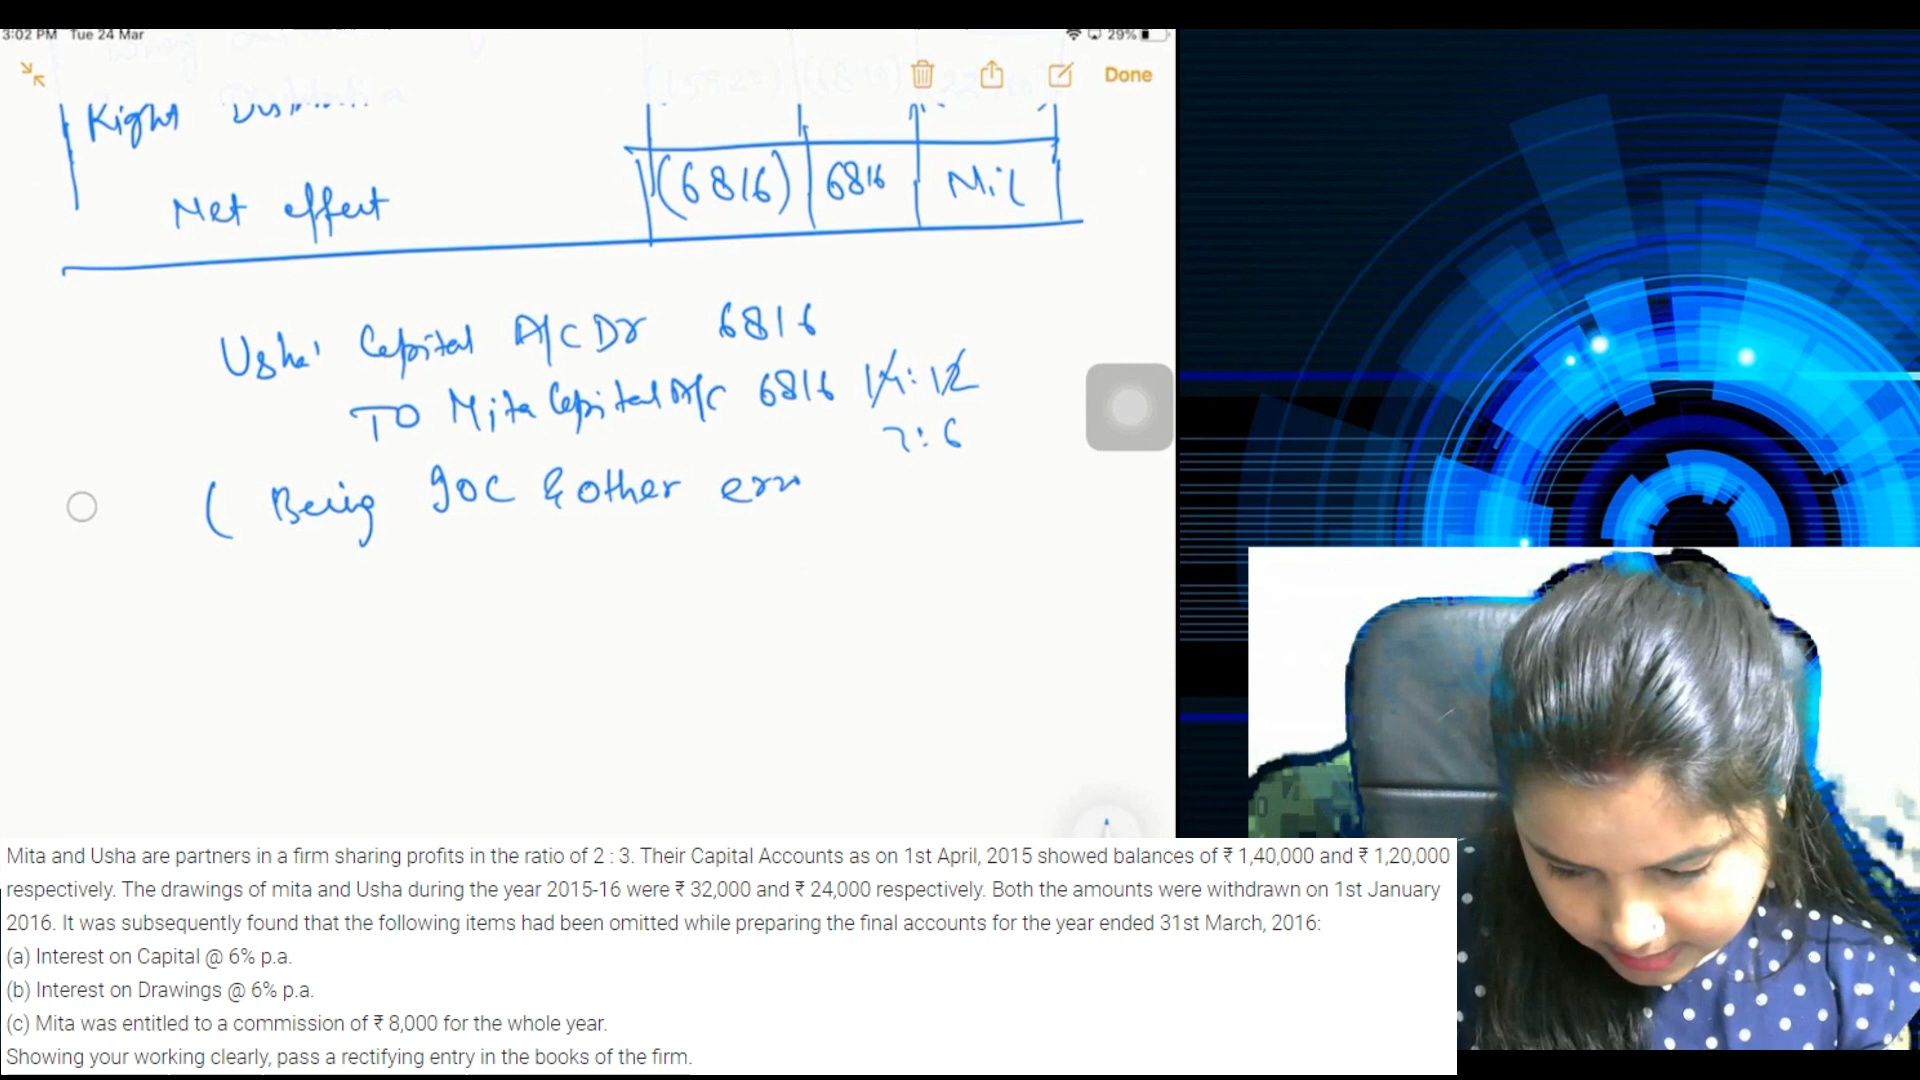 3:02 PM Tue 24 Mar
29%
Done
Right
Net effect (6816) 6816 Nil
Usha' Capital A/C Dr 6816
To Mita Capital A/c 6816 14:12
7:6
( Being IOC & other
Mita and Usha are partners in a firm sharing profits in the ratio of 2 : 3. Their Capital Accounts as on 1st April, 2015 showed balances of ₹ 1,40,000 and ₹ 1,20,000
respectively. The drawings of mita and Usha during the year 2015-16 were ₹ 32,000 and ₹ 24,000 respectively. Both the amounts were withdrawn on 1st January
2016. It was subsequently found that the following items had been omitted while preparing the final accounts for the year ended 31st March, 2016:
(a) Interest on Capital @ 6% p.a.
(b) Interest on Drawings @ 6% p.a.
(c) Mita was entitled to a commission of ₹ 8,000 for the whole year.
Showing your working clearly, pass a rectifying entry in the books of the firm.